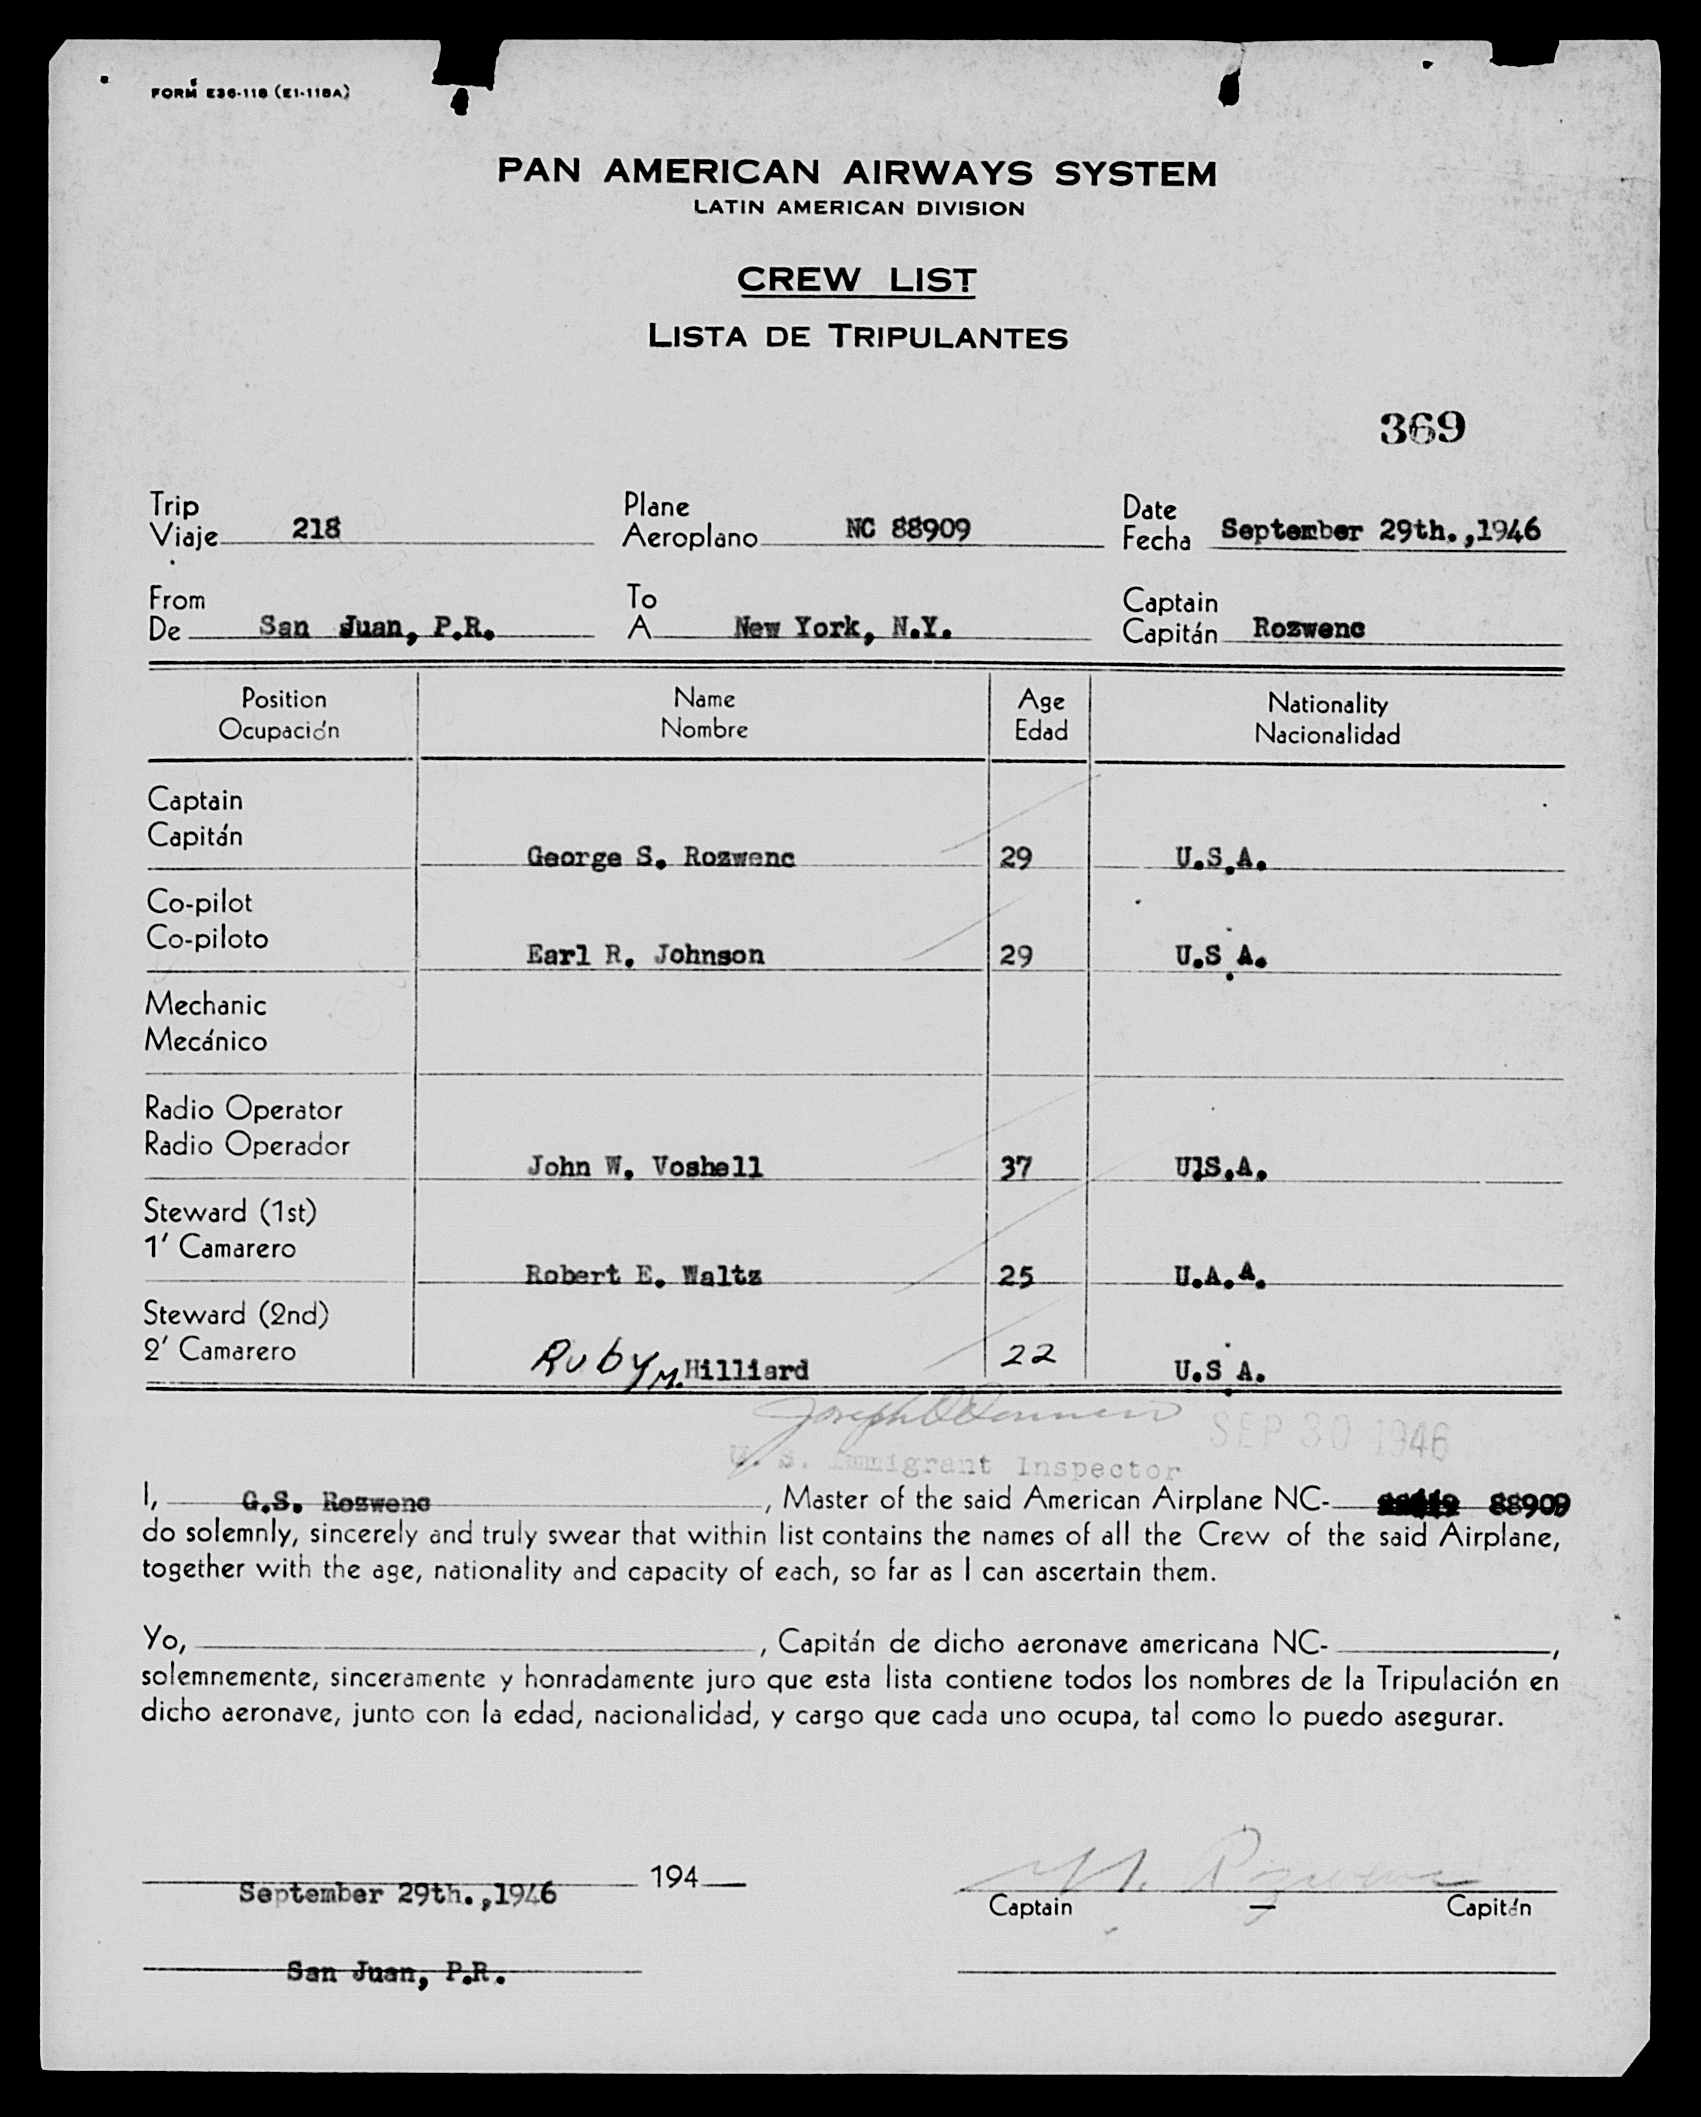 FORM E36-118 (E1-118A)
PAN AMERICAN AIRWAYS SYSTEM
LATIN AMERICAN DIVISION
CREW LIST
LISTA DE TRIPULANTES
369
Trip Plane Date
Viaje 218 Aeroplano NC 88909 Fecha September 29th.,1946
From To Captain
De San Juan, P.R. A New York, N.Y. Capitán Rozwenc
Position Name Age Nationality
Ocupación Nombre Edad Nacionalidad
Captain
Capitán George S. Rozwenc 29 U.S.A.
Co-pilot
Co-piloto Earl R. Johnson 29 U.S.A.
Mechanic
Mecánico
Radio Operator
Radio Operador John W. Voshell 37 U.S.A.
Steward (1st)
1' Camarero Robert E. Waltz 25 U.A.A.
Steward (2nd)
2' Camarero Ruby M. Hilliard 22 U.S.A.
SEP 30 1946
U. S. Immigrant Inspector
I, G.S. Rozwenc, Master of the said American Airplane NC- 88909
do solemnly, sincerely and truly swear that within list contains the names of all the Crew of the said Airplane,
together with the age, nationality and capacity of each, so far as I can ascertain them.
Yo, , Capitán de dicho aeronave americana NC- ,
solemnemente, sinceramente y honradamente juro que esta lista contiene todos los nombres de la Tripulación en
dicho aeronave, junto con la edad, nacionalidad, y cargo que cada uno ocupa, tal como lo puedo asegurar.
September 29th.,1946 194
Captain — Capitán
San Juan, P.R.